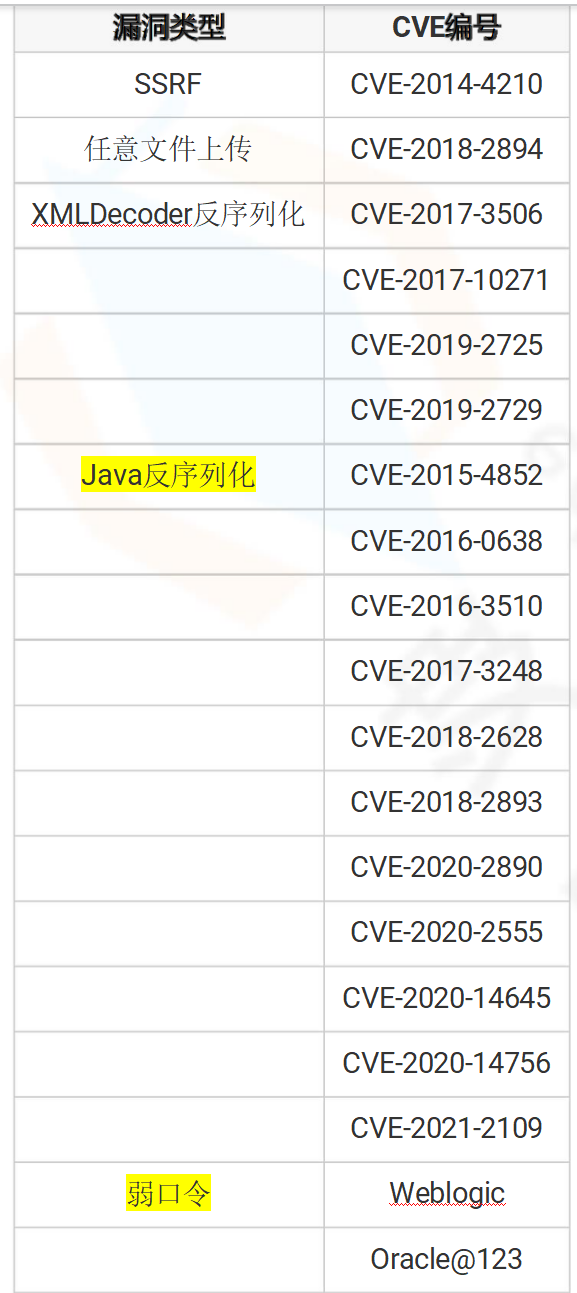 漏洞类型 CVE编号
SSRF CVE-2014-4210
任意文件上传 CVE-2018-2894
XMLDecoder反序列化 CVE-2017-3506
CVE-2017-10271
CVE-2019-2725
CVE-2019-2729
Java反序列化 CVE-2015-4852
CVE-2016-0638
CVE-2016-3510
CVE-2017-3248
CVE-2018-2628
CVE-2018-2893
CVE-2020-2890
CVE-2020-2555
CVE-2020-14645
CVE-2020-14756
CVE-2021-2109
弱口令 Weblogic
Oracle@123